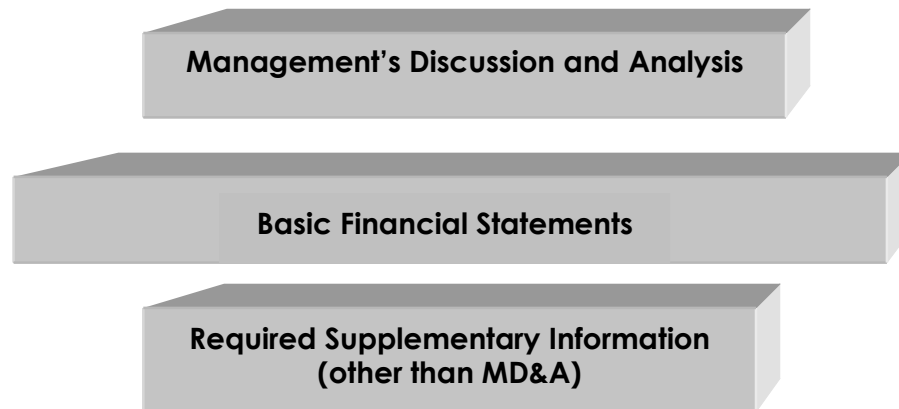 Management’s Discussion and Analysis
Basic Financial Statements
Required Supplementary Information
(other than MD&A)